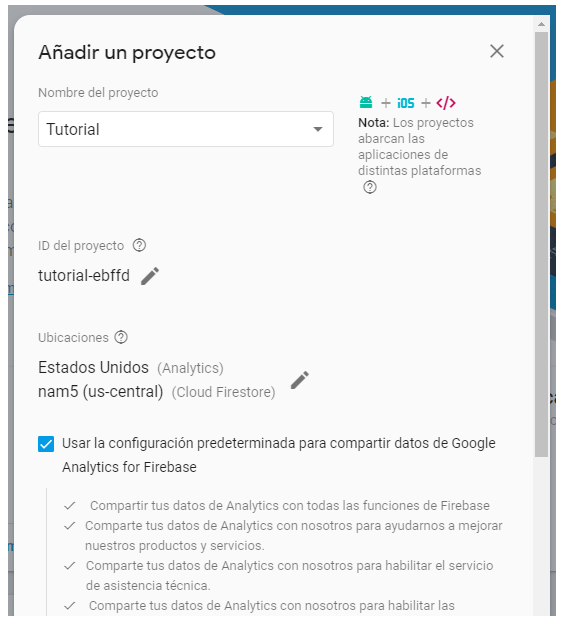 Añadir un proyecto
Nombre del proyecto
Tutorial
iOS
</>
Nota: Los proyectos
abarcan las
aplicaciones de
distintas plataformas
ID del proyecto
tutorial-ebffd
Ubicaciones
Estados Unidos (Analytics)
nam5 (us-central) (Cloud Firestore)
Usar la configuración predeterminada para compartir datos de Google
Analytics for Firebase
Compartir tus datos de Analytics con todas las funciones de Firebase
Comparte tus datos de Analytics con nosotros para ayudarnos a mejorar
nuestros productos y servicios.
Comparte tus datos de Analytics con nosotros para habilitar el servicio
de asistencia técnica.
Comparte tus datos de Analytics con nosotros para habilitar las